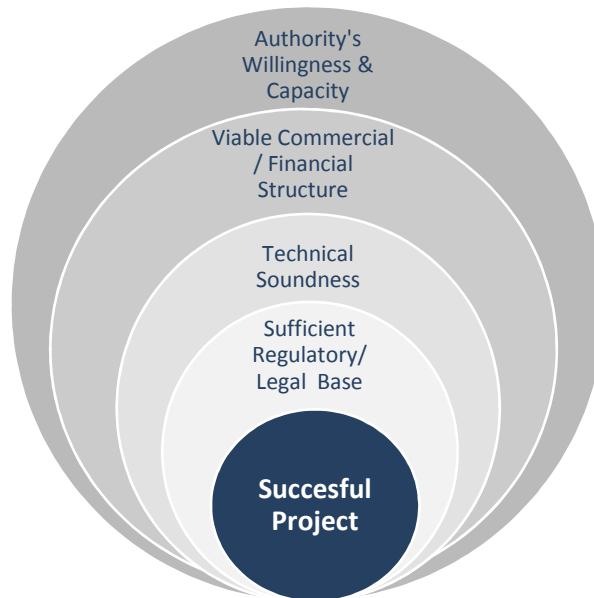 Authority's
Willingness &
Capacity
Viable Commercial
/ Financial
Structure
Technical
Soundness
Sufficient
Regulatory/
Legal Base
Succesful
Project